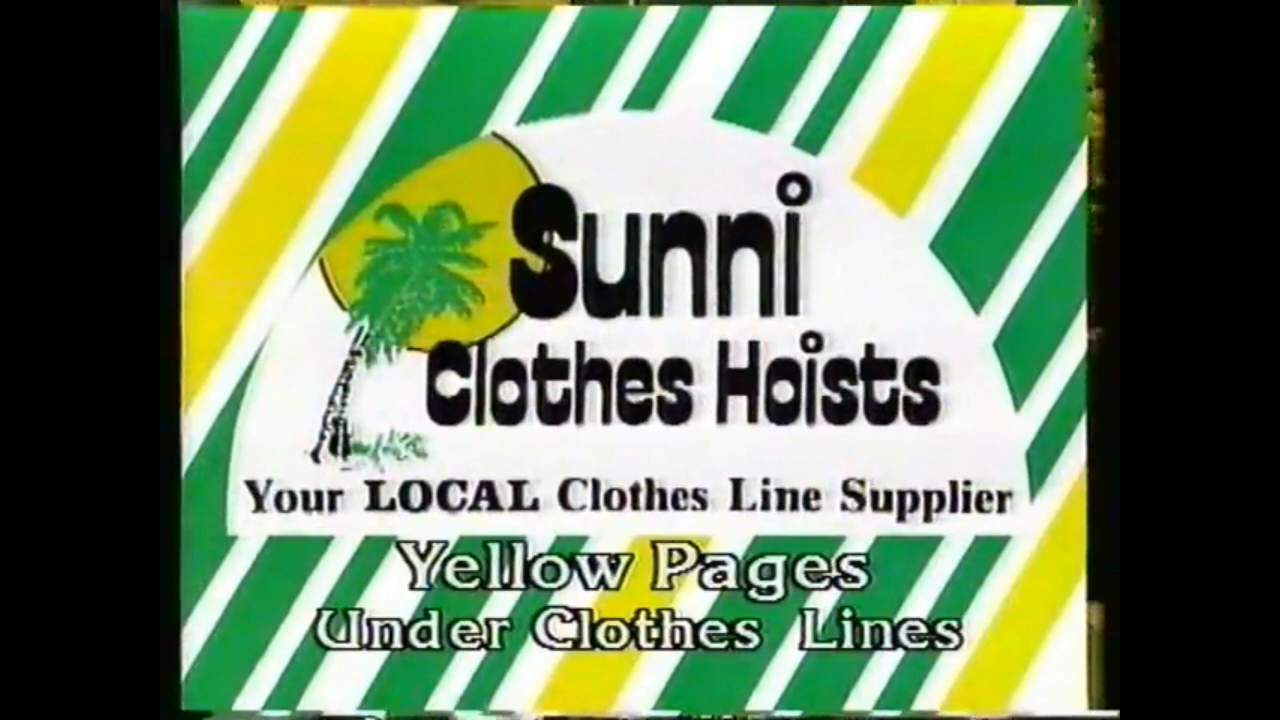 Sunni
Clothes Hoists
Your LOCAL Clothes Line Supplier
Yellow Pages
Under Clothes Lines